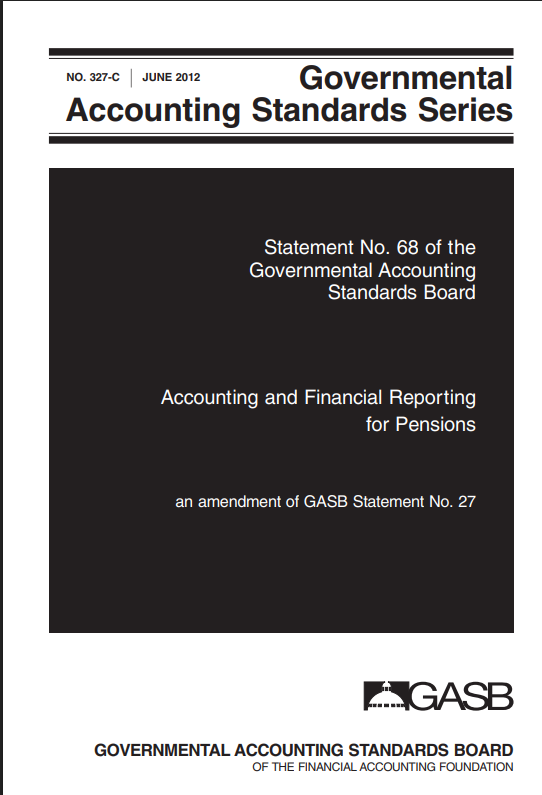 NO. 327-C | JUNE 2012
Governmental
Accounting Standards Series
Statement No. 68 of the
Governmental Accounting
Standards Board
Accounting and Financial Reporting
for Pensions
an amendment of GASB Statement No. 27
GASB
GOVERNMENTAL ACCOUNTING STANDARDS BOARD
OF THE FINANCIAL ACCOUNTING FOUNDATION